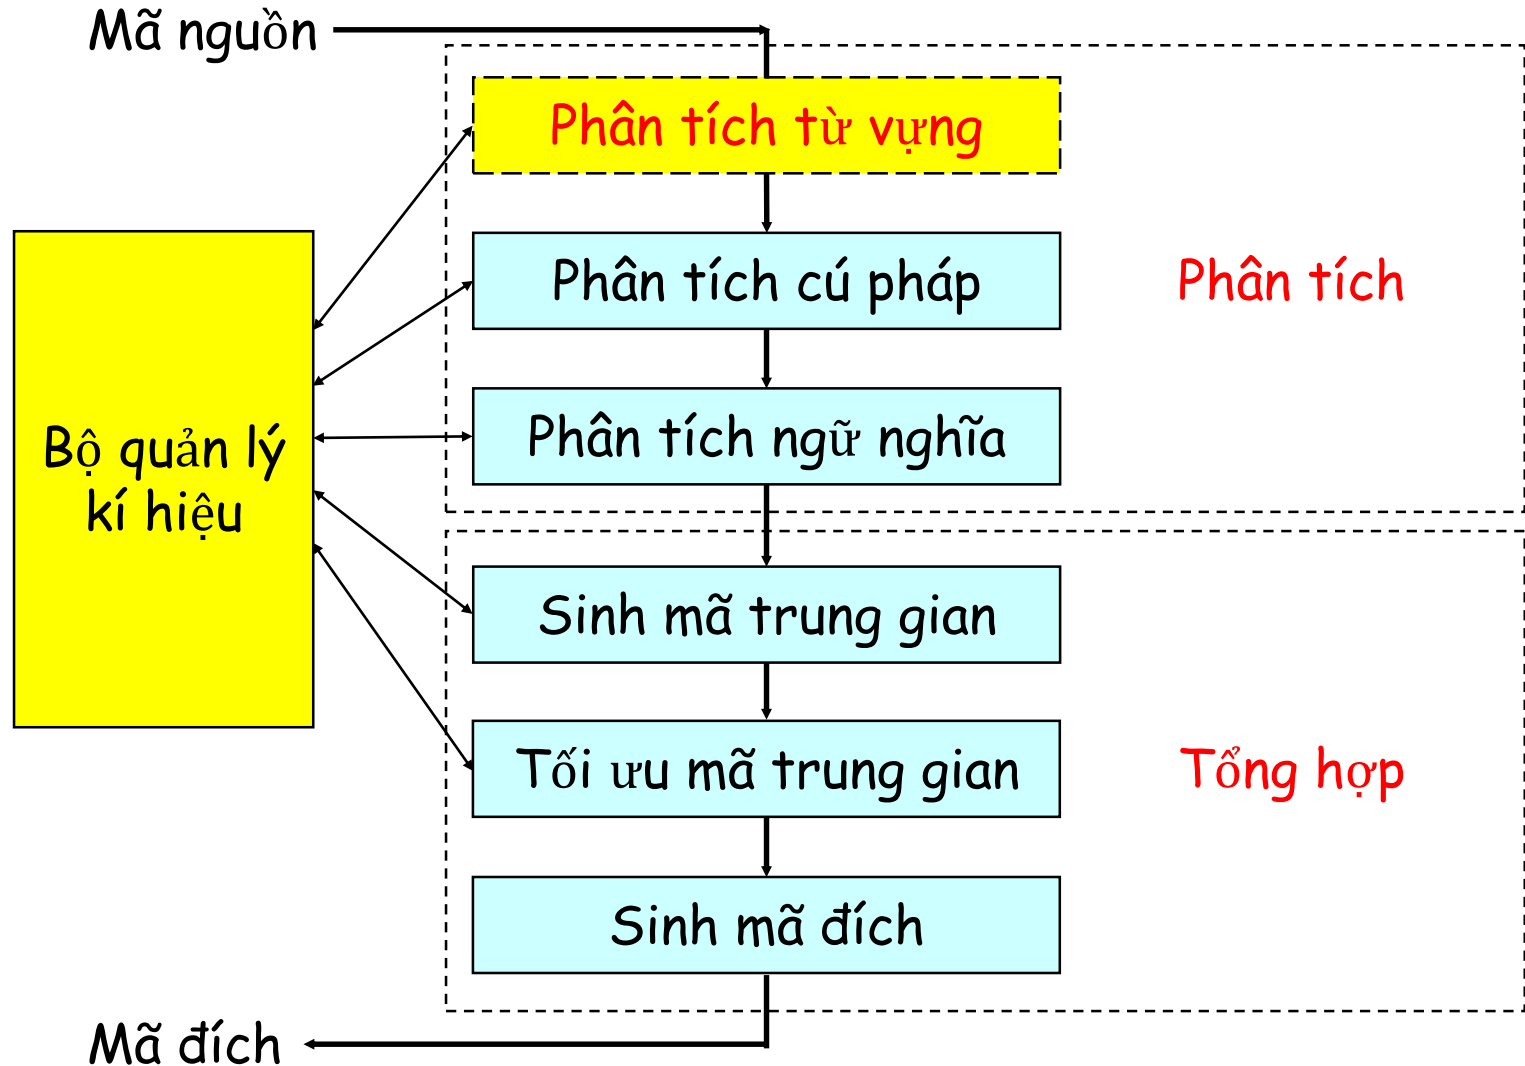 Mã nguồn
Phân tích từ vựng
Phân tích cú pháp
Phân tích
Phân tích ngữ nghĩa
Bộ quản lý
kí hiệu
Sinh mã trung gian
Tối ưu mã trung gian
Tổng hợp
Sinh mã đích
Mã đích